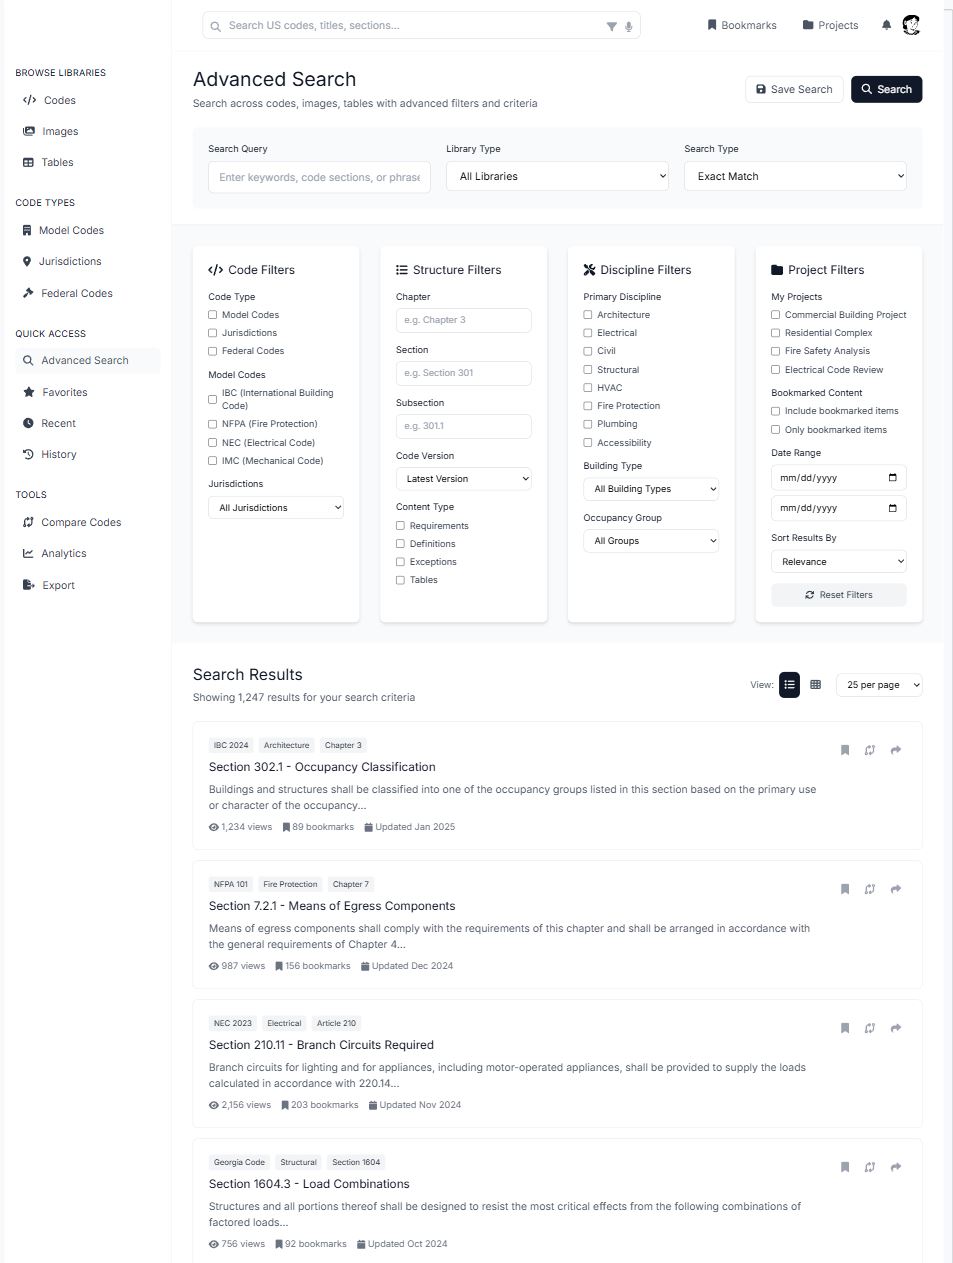 Search US codes, titles, sections...
Bookmarks
Projects
BROWSE LIBRARIES
Codes
Images
Tables
CODE TYPES
Model Codes
Jurisdictions
Federal Codes
QUICK ACCESS
Advanced Search
Favorites
Recent
History
TOOLS
Compare Codes
Analytics
Export
Advanced Search
Search across codes, images, tables with advanced filters and criteria
Save Search
Search
Search Query
Enter keywords, code sections, or phrase
Library Type
All Libraries
Search Type
Exact Match
Code Filters
Code Type
Model Codes
Jurisdictions
Federal Codes
Model Codes
IBC (International Building
Code)
NFPA (Fire Protection)
NEC (Electrical Code)
IMC (Mechanical Code)
Jurisdictions
All Jurisdictions
Structure Filters
Chapter
e.g. Chapter 3
Section
e.g. Section 301
Subsection
e.g. 301.1
Code Version
Latest Version
Content Type
Requirements
Definitions
Exceptions
Tables
Discipline Filters
Primary Discipline
Architecture
Electrical
Civil
Structural
HVAC
Fire Protection
Plumbing
Accessibility
Building Type
All Building Types
Occupancy Group
All Groups
Project Filters
My Projects
Commercial Building Project
Residential Complex
Fire Safety Analysis
Electrical Code Review
Bookmarked Content
Include bookmarked items
Only bookmarked items
Date Range
mm/dd/yyyy
mm/dd/yyyy
Sort Results By
Relevance
Reset Filters
Search Results
Showing 1,247 results for your search criteria
View:
25 per page
IBC 2024 Architecture Chapter 3
Section 302.1 - Occupancy Classification
Buildings and structures shall be classified into one of the occupancy groups listed in this section based on the primary use
or character of the occupancy...
1,234 views 89 bookmarks Updated Jan 2025
NFPA 101 Fire Protection Chapter 7
Section 7.2.1 - Means of Egress Components
Means of egress components shall comply with the requirements of this chapter and shall be arranged in accordance with
the general requirements of Chapter 4...
987 views 156 bookmarks Updated Dec 2024
NEC 2023 Electrical Article 210
Section 210.11 - Branch Circuits Required
Branch circuits for lighting and for appliances, including motor-operated appliances, shall be provided to supply the loads
calculated in accordance with 220.14...
2,156 views 203 bookmarks Updated Nov 2024
Georgia Code Structural Section 1604
Section 1604.3 - Load Combinations
Structures and all portions thereof shall be designed to resist the most critical effects from the following combinations of
factored loads...
756 views 92 bookmarks Updated Oct 2024